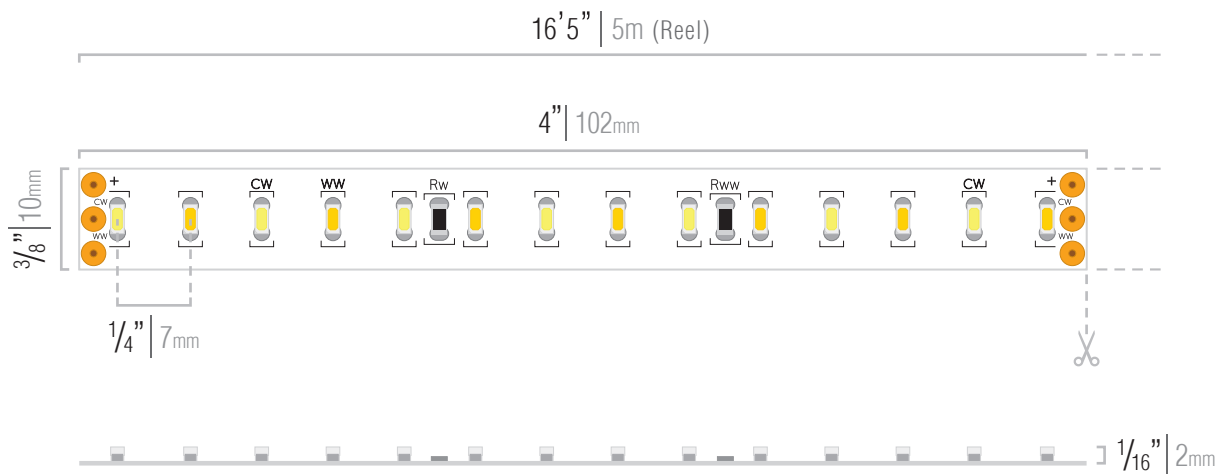 16’5” | 5m (Reel)
4” | 102mm
3/8” | 10mm
+ CW WW Rw Rww CW +
CW CW
WW WW
1/4” | 7mm
1/16” | 2mm